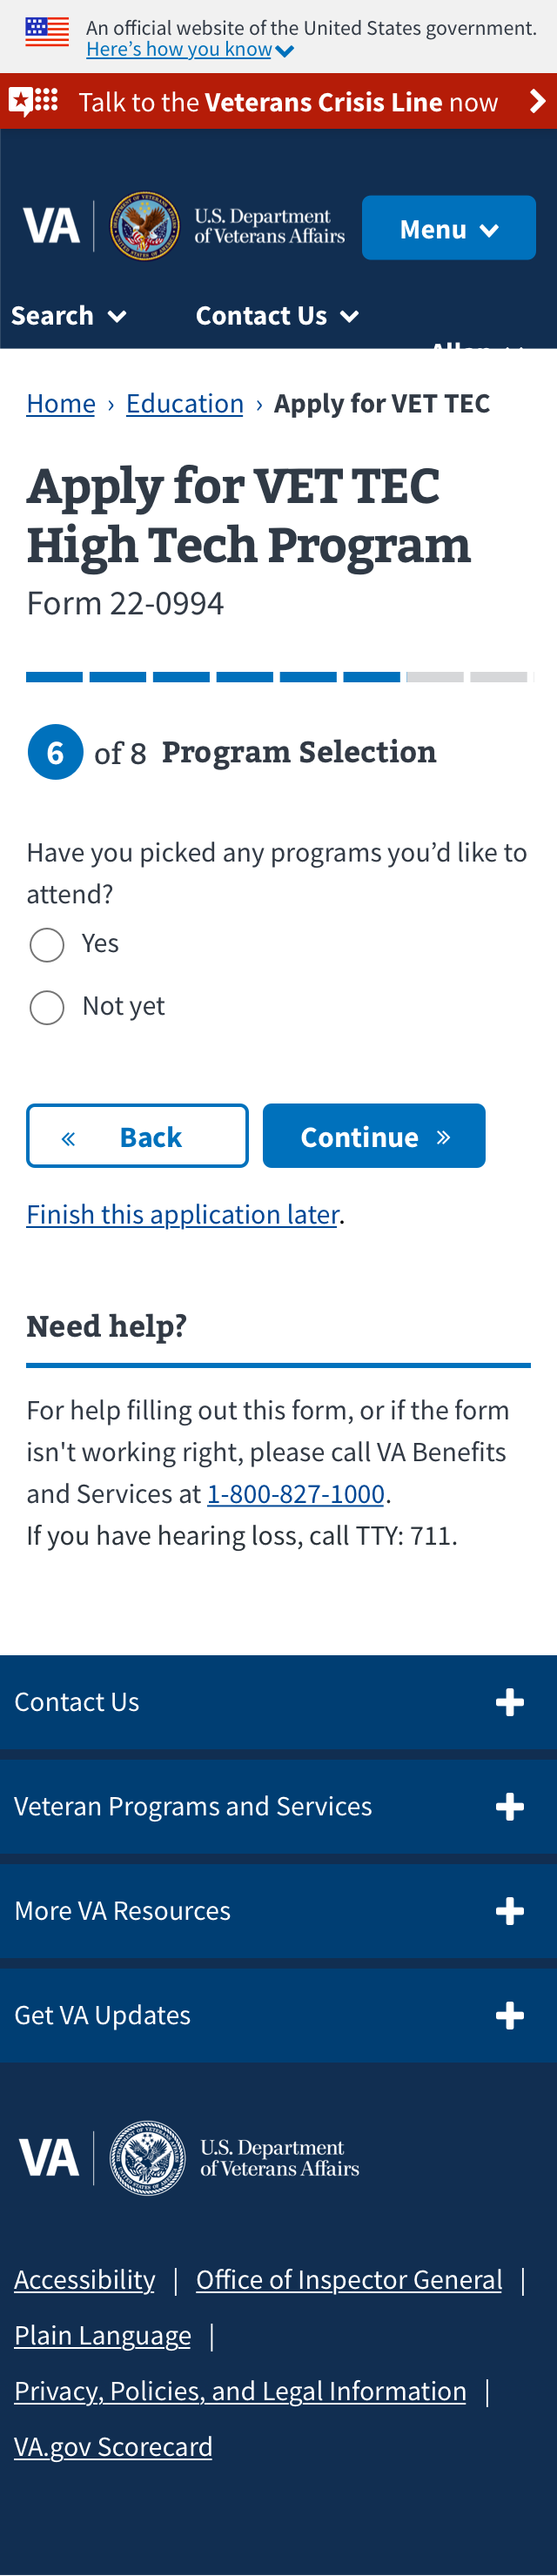 An official website of the United States government.
Here’s how you know
Talk to the Veterans Crisis Line now
VA
U.S. Department
of Veterans Affairs
Menu
Search
Contact Us
Home › Education › Apply for VET TEC
Apply for VET TEC
High Tech Program
Form 22-0994
6 of 8 Program Selection
Have you picked any programs you’d like to
attend?
Yes
Not yet
« Back
Continue »
Finish this application later.
Need help?
For help filling out this form, or if the form
isn't working right, please call VA Benefits
and Services at 1-800-827-1000.
If you have hearing loss, call TTY: 711.
Contact Us
Veteran Programs and Services
More VA Resources
Get VA Updates
VA
U.S. Department
of Veterans Affairs
Accessibility | Office of Inspector General |
Plain Language |
Privacy, Policies, and Legal Information |
VA.gov Scorecard